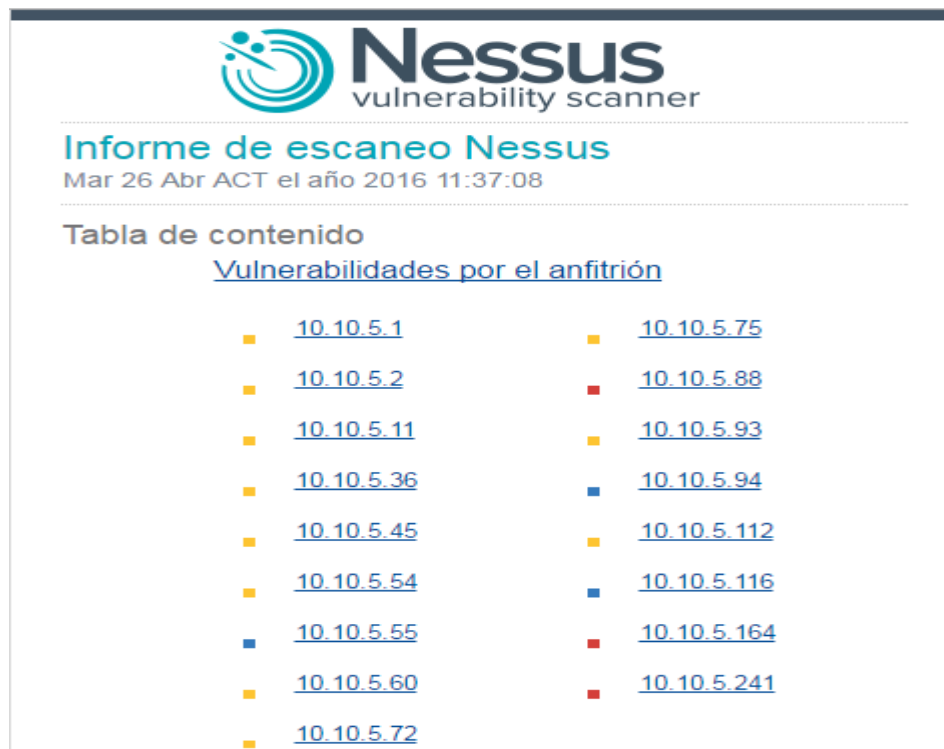 Nessus
vulnerability scanner
Informe de escaneo Nessus
Mar 26 Abr ACT el año 2016 11:37:08
Tabla de contenido
Vulnerabilidades por el anfitrión
10.10.5.1
10.10.5.2
10.10.5.11
10.10.5.36
10.10.5.45
10.10.5.54
10.10.5.55
10.10.5.60
10.10.5.72
10.10.5.75
10.10.5.88
10.10.5.93
10.10.5.94
10.10.5.112
10.10.5.116
10.10.5.164
10.10.5.241